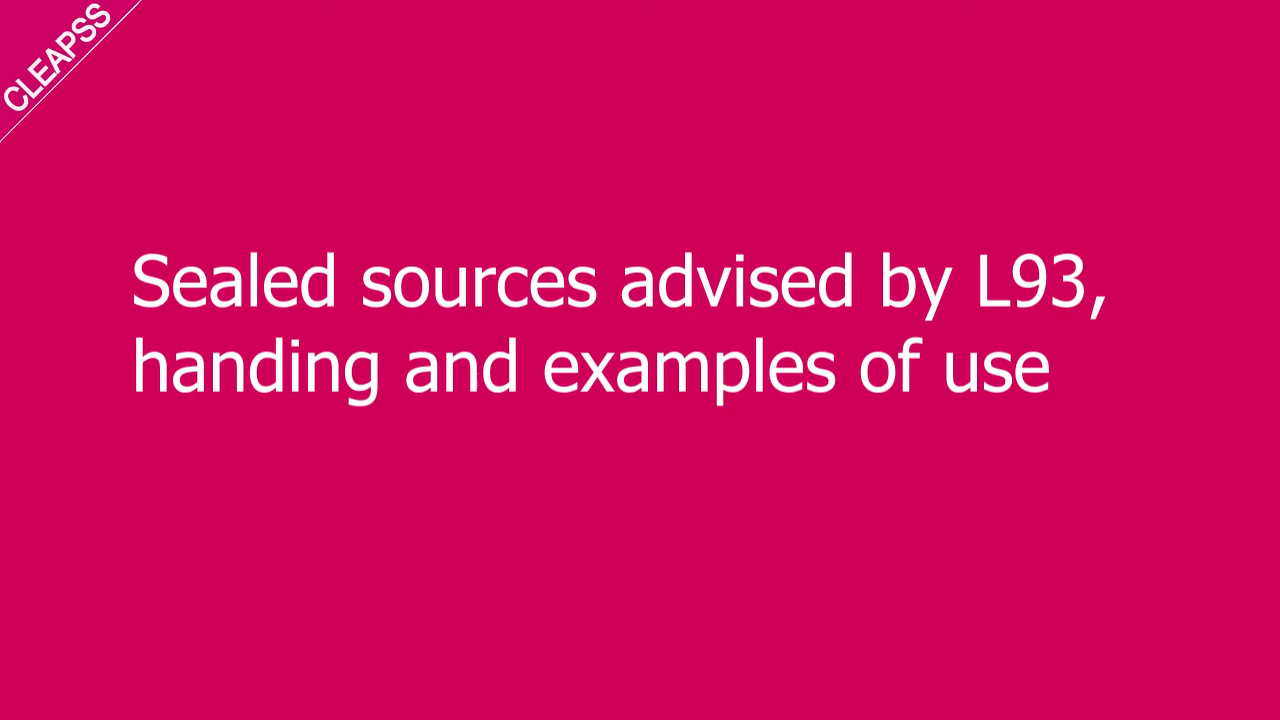 CLEAPSS
Sealed sources advised by L93,
handing and examples of use